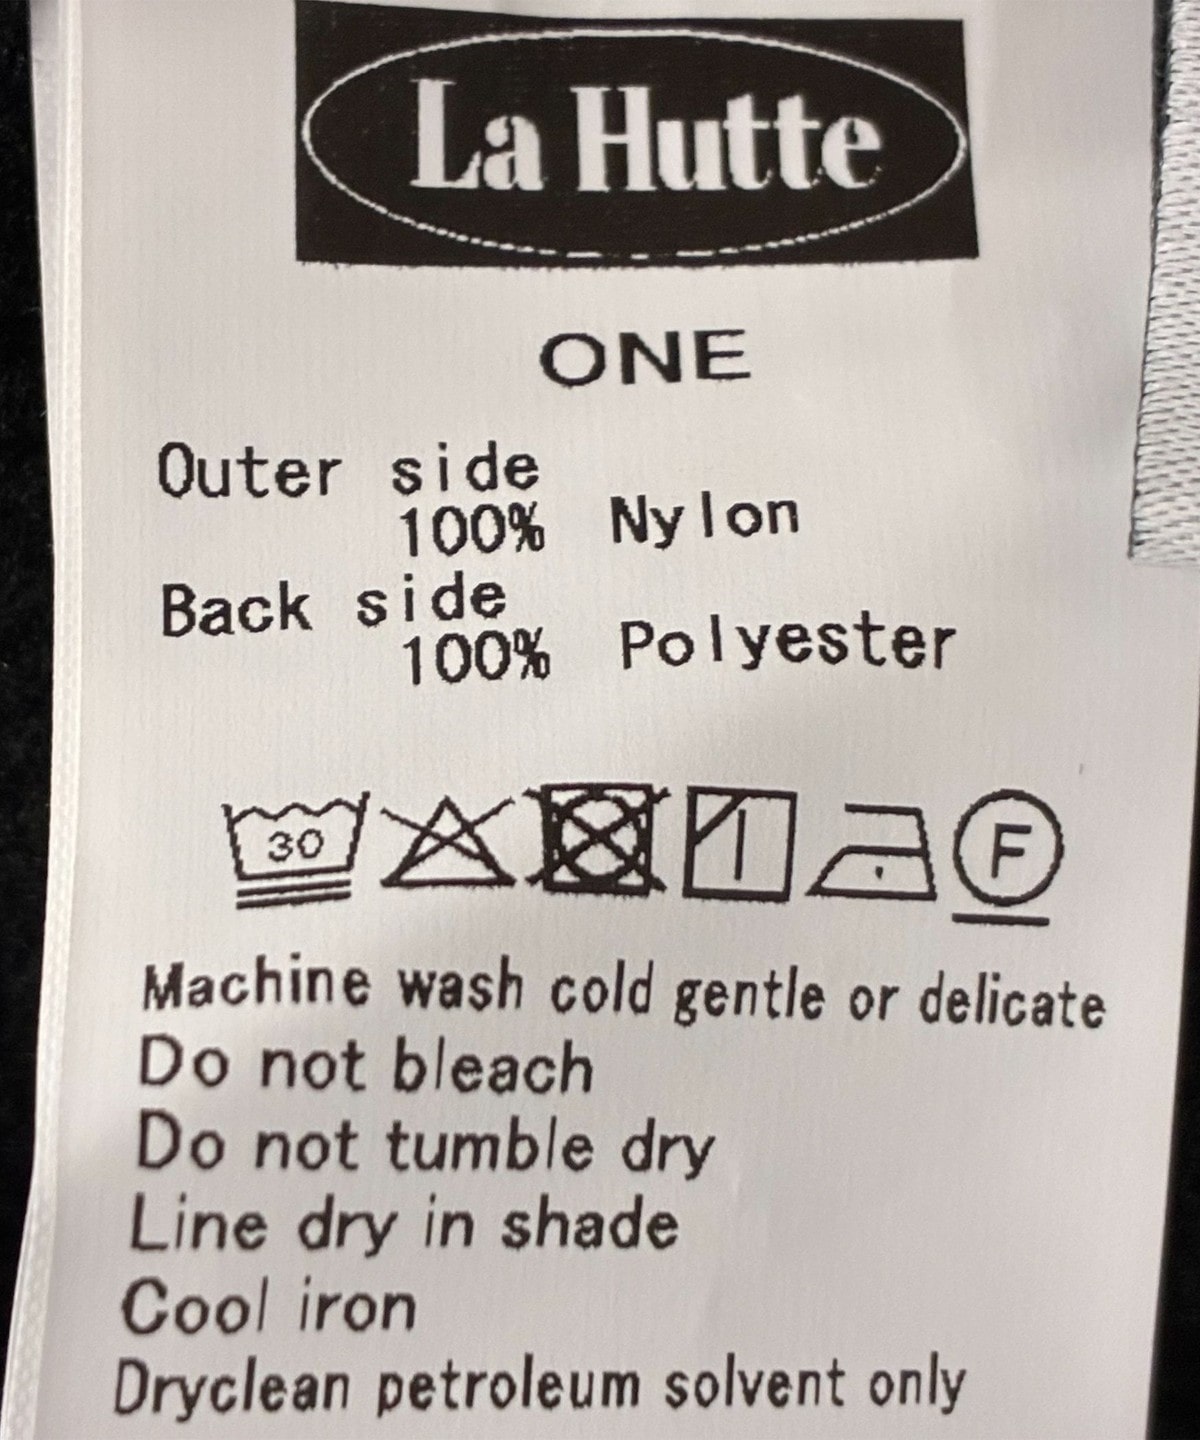 La Hutte
ONE
Outer side
100% Nylon
Back side
100% Polyester
30
F
Machine wash cold gentle or delicate
Do not bleach
Do not tumble dry
Line dry in shade
Cool iron
Dryclean petroleum solvent only